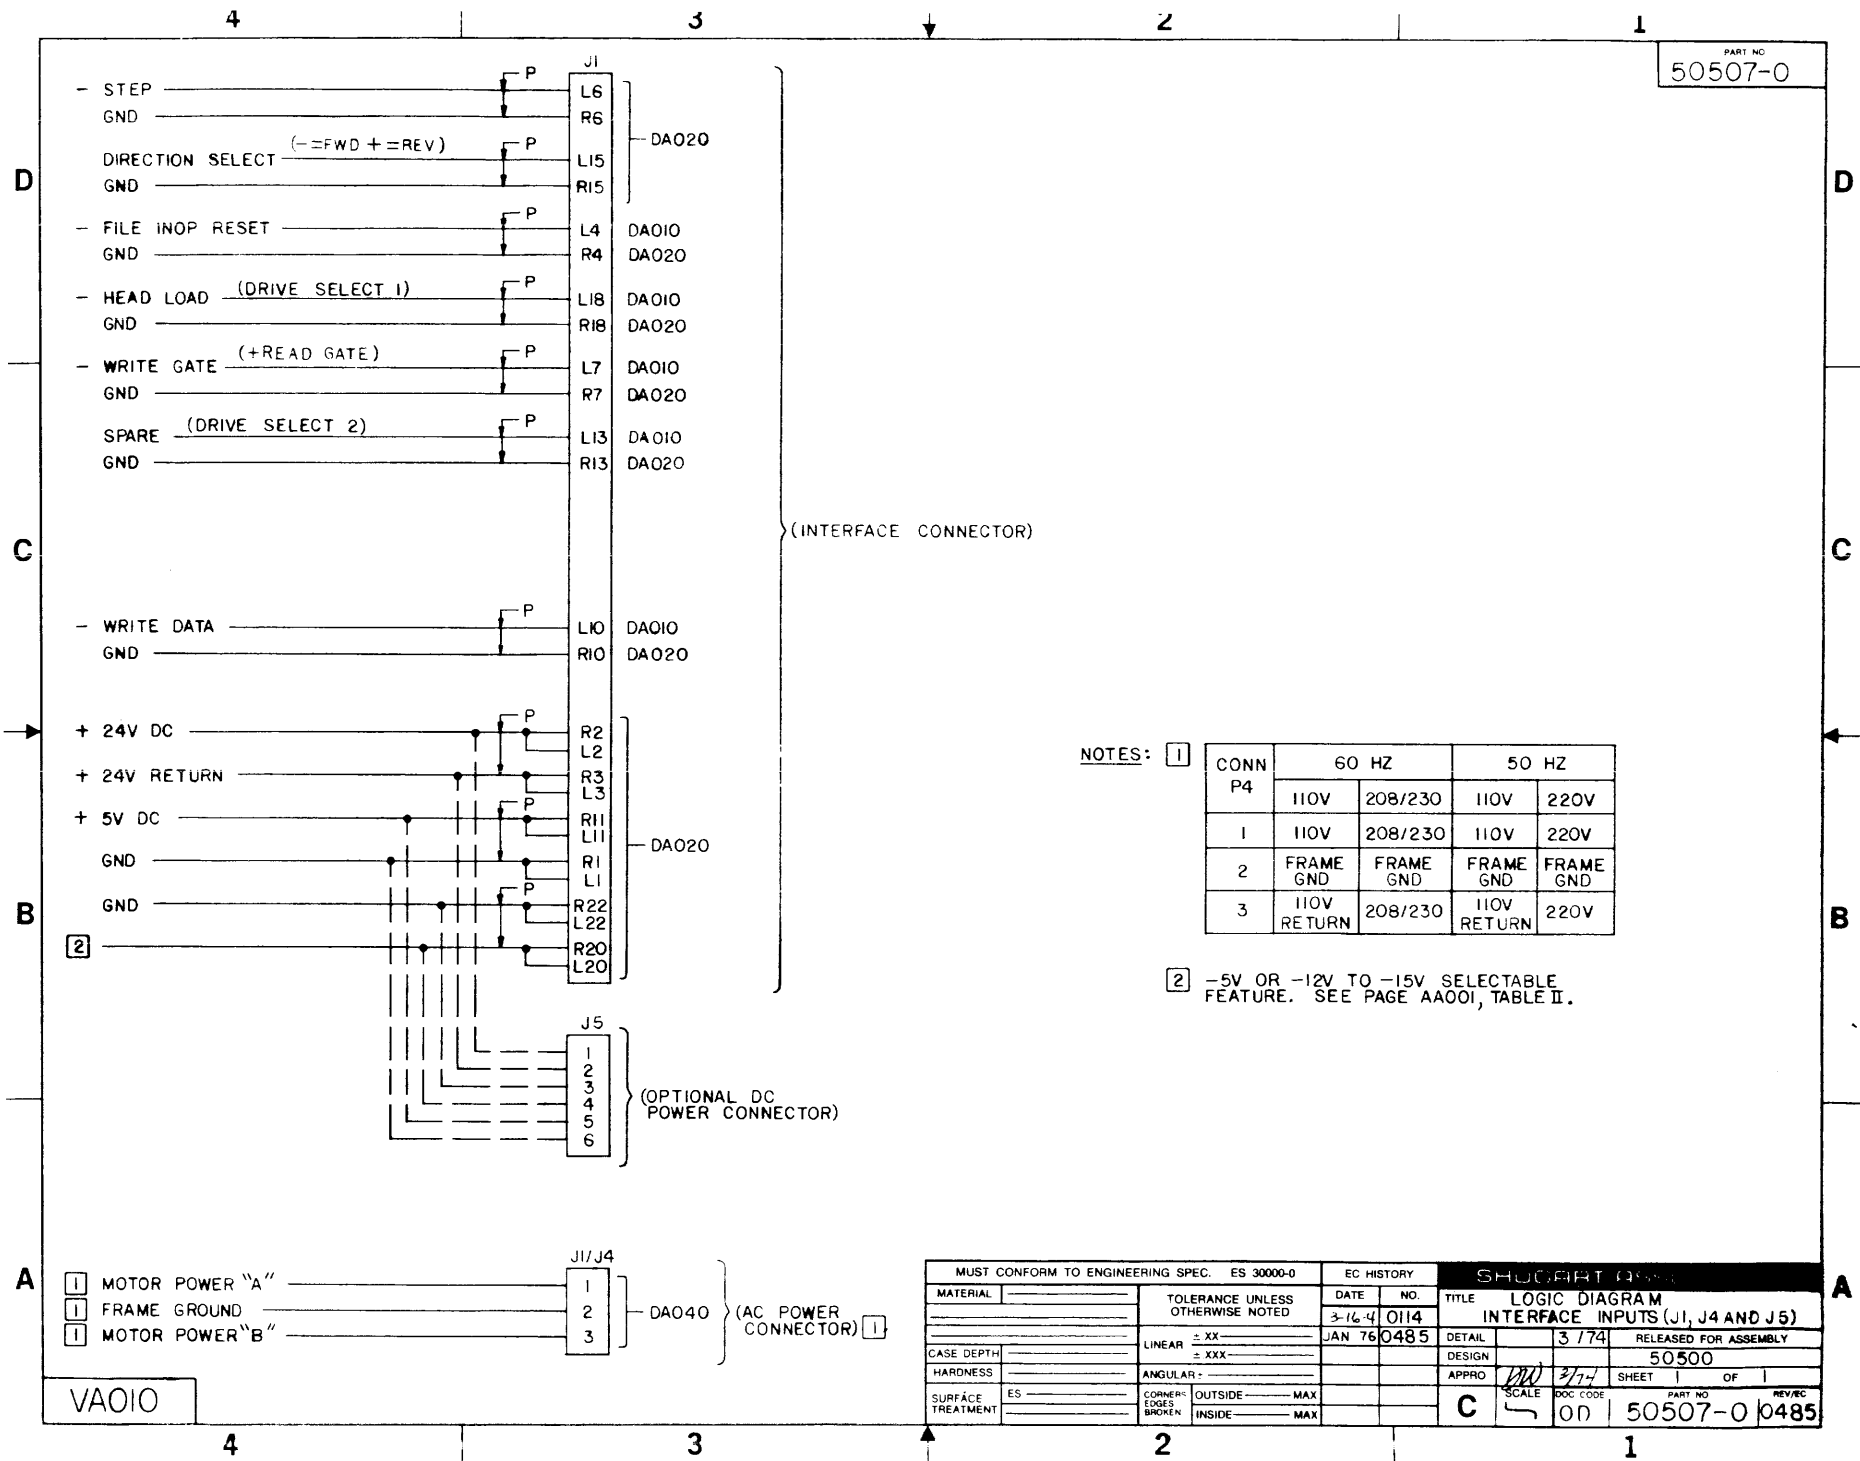 4 3 2 1
PART NO
50507-0
J1
- STEP P L6
GND R6
DA020
DIRECTION SELECT (-=FWD +=REV) P L15
GND R15
- FILE INOP RESET P L4 DA010
GND R4 DA020
- HEAD LOAD (DRIVE SELECT 1) P L18 DA010
GND R18 DA020
- WRITE GATE (+READ GATE) P L7 DA010
GND R7 DA020
SPARE (DRIVE SELECT 2) P L13 DA010
GND R13 DA020
D D
C C
(INTERFACE CONNECTOR)
- WRITE DATA P L10 DA010
GND R10 DA020
+ 24V DC P R2
L2
+ 24V RETURN R3
L3
+ 5V DC P R11
L11
DA020
GND R1
L1
GND P R22
L22
2 R20
L20
B B
NOTES: 1
CONN P4 60 HZ 50 HZ
110V 208/230 110V 220V
1 110V 208/230 110V 220V
2 FRAME GND FRAME GND FRAME GND FRAME GND
3 110V RETURN 208/230 110V RETURN 220V
2 -5V OR -12V TO -15V SELECTABLE
FEATURE. SEE PAGE AA001, TABLE II.
J5
1
2
3
4
5
6
(OPTIONAL DC
POWER CONNECTOR)
A A
J1/J4
1 MOTOR POWER "A" 1
1 FRAME GROUND 2
1 MOTOR POWER "B" 3
DA040
(AC POWER
CONNECTOR) 1
VA010
MUST CONFORM TO ENGINEERING SPEC. ES 30000-0
MATERIAL
TOLERANCE UNLESS
OTHERWISE NOTED
LINEAR ± XX
± XXX
CASE DEPTH
HARDNESS
ANGULAR ±
SURFACE
TREATMENT
ES
CORNERS
EDGES
BROKEN
OUTSIDE MAX
INSIDE MAX
EC HISTORY
DATE NO.
3-16-4 0114
JAN 76 0485
SHUGART
TITLE LOGIC DIAGRAM
INTERFACE INPUTS (J1, J4 AND J5)
DETAIL 3/74 RELEASED FOR ASSEMBLY
DESIGN 50500
APPRO 3/74 SHEET 1 OF 1
C
SCALE
DOC CODE
OD
PART NO
50507-0
REV/EC
0485
4 3 2 1